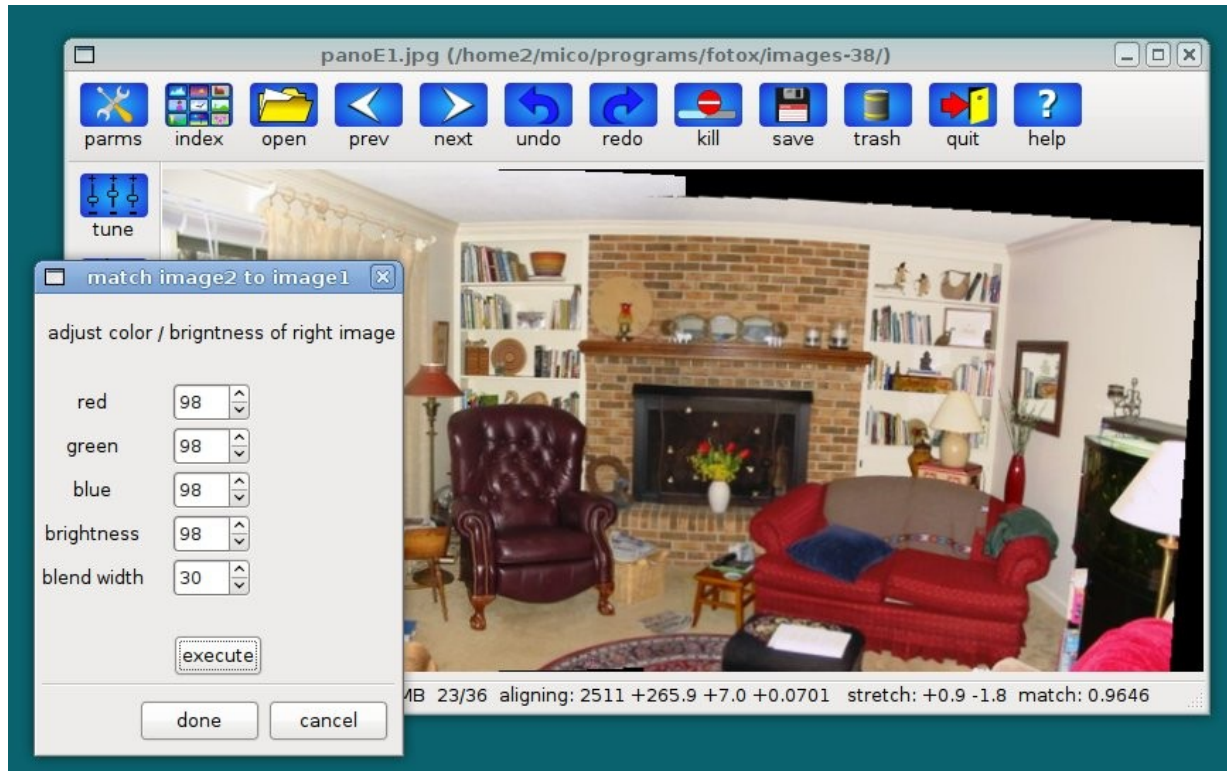 panoE1.jpg (/home2/mico/programs/fotox/images-38/)
parms index open prev next undo redo kill save trash quit help
tune
match image2 to image1
adjust color / brigntness of right image
red 98
green 98
blue 98
brightness 98
blend width 30
execute
done cancel
MB 23/36 aligning: 2511 +265.9 +7.0 +0.0701 stretch: +0.9 -1.8 match: 0.9646